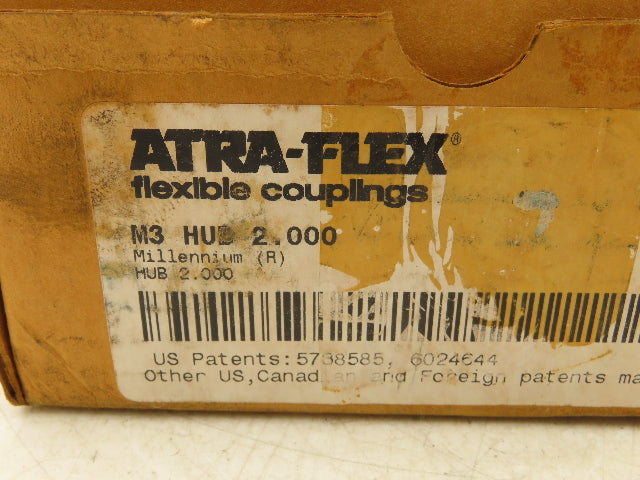 ATRA-FLEX®
flexible couplings
M3 HUB 2.000
Millennium (R)
HUB 2.000
7
US Patents:5738585, 6024644
Other US,Canadian and Foreign patents ma